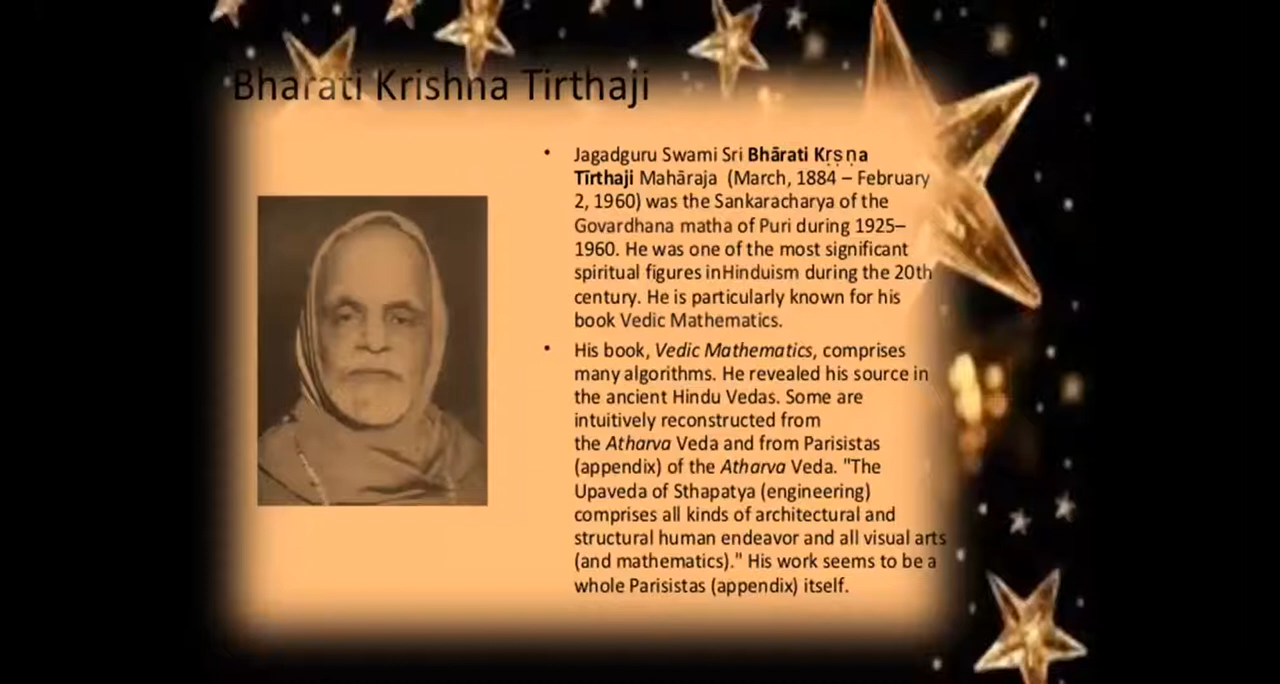 Bharati Krishna Tirthaji
• Jagadguru Swami Sri Bhārati Kṛṣṇa
Tīrthaji Mahāraja (March, 1884 – February
2, 1960) was the Sankaracharya of the
Govardhana matha of Puri during 1925–
1960. He was one of the most significant
spiritual figures inHinduism during the 20th
century. He is particularly known for his
book Vedic Mathematics.
• His book, Vedic Mathematics, comprises
many algorithms. He revealed his source in
the ancient Hindu Vedas. Some are
intuitively reconstructed from
the Atharva Veda and from Parisistas
(appendix) of the Atharva Veda. "The
Upaveda of Sthapatya (engineering)
comprises all kinds of architectural and
structural human endeavor and all visual arts
(and mathematics)." His work seems to be a
whole Parisistas (appendix) itself.